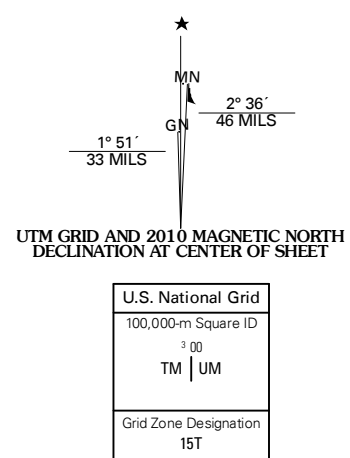 ★
MN
2° 36´
46 MILS
GN
1° 51´
33 MILS
UTM GRID AND 2010 MAGNETIC NORTH
DECLINATION AT CENTER OF SHEET
U.S. National Grid
100,000-m Square ID
3 00
TM | UM
Grid Zone Designation
15T